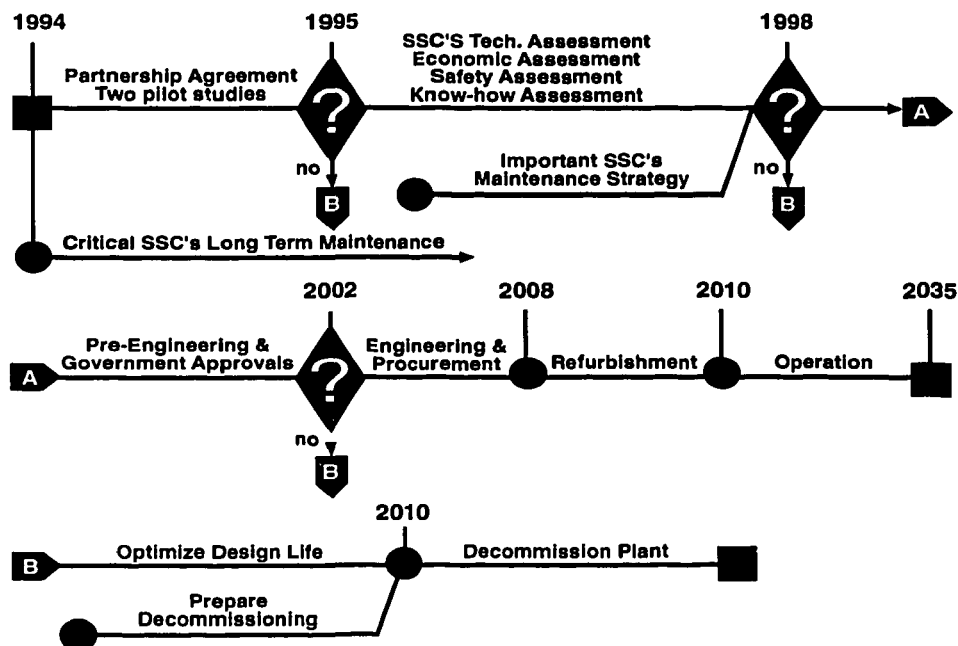 1994
1995
1998
Partnership Agreement
Two pilot studies
SSC'S Tech. Assessment
Economic Assessment
Safety Assessment
Know-how Assessment
?
?
A
no
B
Important SSC's
Maintenance Strategy
no
B
Critical SSC's Long Term Maintenance
2002
2008
2010
2035
A
Pre-Engineering &
Government Approvals
?
Engineering &
Procurement
Refurbishment
Operation
no
B
2010
B
Optimize Design Life
Decommission Plant
Prepare
Decommissioning